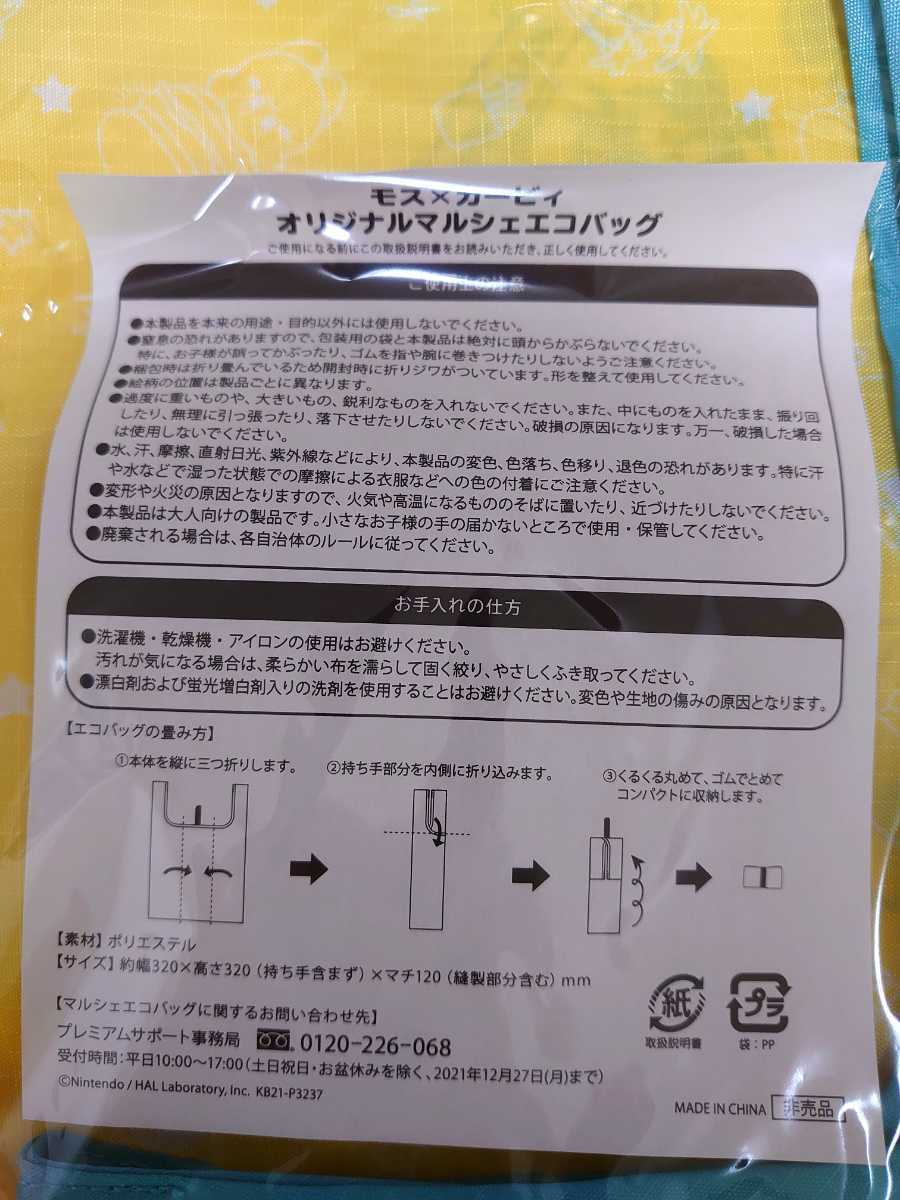 モス×カービィ
オリジナルマルシェエコバッグ
ご使用になる前にこの取扱説明書をお読みいただき、正しく使用してください。
ご使用上の注意
●本製品を本来の用途・目的以外には使用しないでください。
●窒息の恐れがありますので、包装用の袋と本製品は絶対に頭からかぶらないでください。
特に、お子様が誤ってかぶったり、ゴムを指や腕に巻きつけたりしないようご注意ください。
●梱包時は折り畳んでいるため開封時に折りジワがついています。形を整えて使用してください。
●絵柄の位置は製品ごとに異なります。
●過度に重いものや、大きいもの、鋭利なものを入れないでください。また、中にものを入れたまま、振り回
したり、無理に引っ張ったり、落下させたりしないでください。破損の原因になります。万一、破損した場合
は使用しないでください。
●水、汗、摩擦、直射日光、紫外線などにより、本製品の変色、色落ち、色移り、退色の恐れがあります。特に汗
や水などで湿った状態での摩擦による衣服などへの色の付着にご注意ください。
●変形や火災の原因となりますので、火気や高温になるもののそばに置いたり、近づけたりしないでください。
●本製品は大人向けの製品です。小さなお子様の手の届かないところで使用・保管してください。
●廃棄される場合は、各自治体のルールに従ってください。
お手入れの仕方
●洗濯機・乾燥機・アイロンの使用はお避けください。
汚れが気になる場合は、柔らかい布を濡らして固く絞り、やさしくふき取ってください。
●漂白剤および蛍光増白剤入りの洗剤を使用することはお避けください。変色や生地の傷みの原因となります。
【エコバッグの畳み方】
①本体を縦に三つ折りします。
②持ち手部分を内側に折り込みます。
③くるくる丸めて、ゴムでとめて
コンパクトに収納します。
【素材】ポリエステル
【サイズ】約幅320×高さ320（持ち手含まず）×マチ120（縫製部分含む）mm
【マルシェエコバッグに関するお問い合わせ先】
プレミアムサポート事務局 0120-226-068
受付時間：平日10:00～17:00（土日祝日・お盆休みを除く、2021年12月27日(月)まで）
©Nintendo / HAL Laboratory, Inc. KB21-P3237
紙
取扱説明書
プラ
袋：PP
MADE IN CHINA 非売品